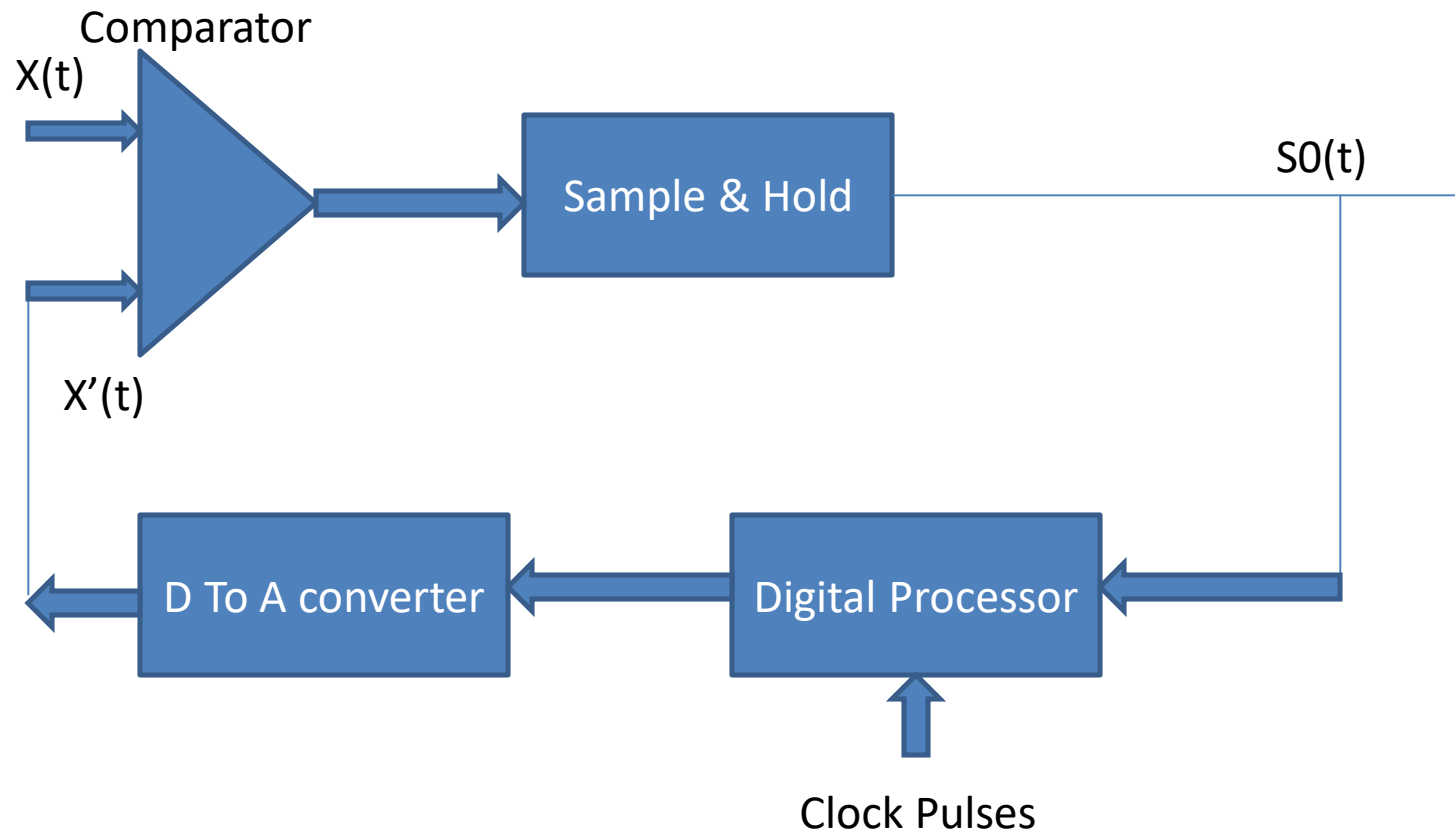 Comparator
X(t)
Sample & Hold
S0(t)
X’(t)
D To A converter
Digital Processor
Clock Pulses